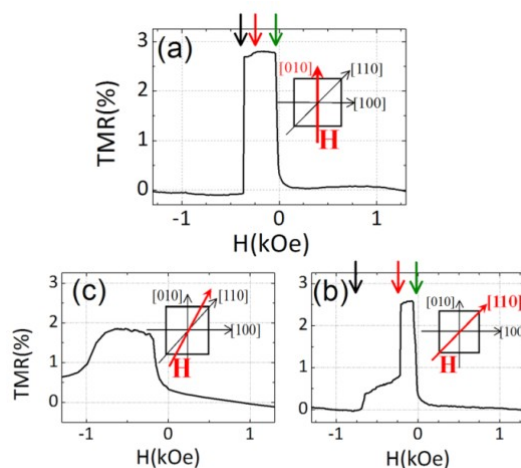 (a)
[010]
[110]
[100]
H
TMR(%)
3
2
1
0
-1 0 1
H(kOe)
(c)
[010]
[110]
[100]
H
TMR(%)
3
2
1
0
-1 0 1
H(kOe)
(b)
[010]
[110]
[100
H
3
2
1
0
-1 0 1
H(kOe)